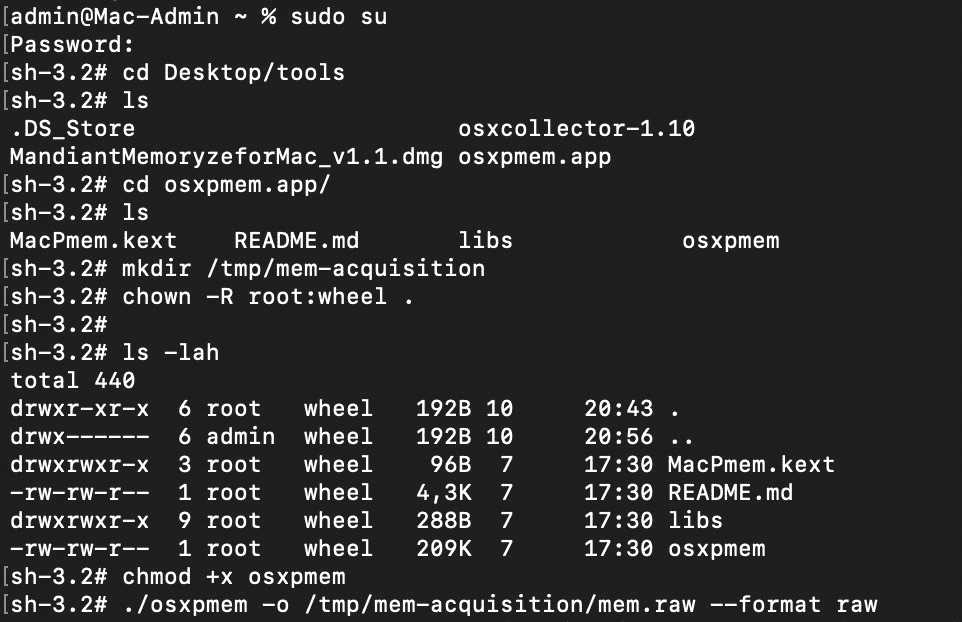 [admin@Mac-Admin ~ % sudo su
[Password:
[sh-3.2# cd Desktop/tools
[sh-3.2# ls
.DS_Store osxcollector-1.10
MandiantMemoryzeforMac_v1.1.dmg osxpmem.app
[sh-3.2# cd osxpmem.app/
[sh-3.2# ls
MacPmem.kext README.md libs osxpmem
[sh-3.2# mkdir /tmp/mem-acquisition
[sh-3.2# chown -R root:wheel .
[sh-3.2#
[sh-3.2# ls -lah
total 440
drwxr-xr-x 6 root wheel 192B 10 20:43 .
drwx------ 6 admin wheel 192B 10 20:56 ..
drwxrwxr-x 3 root wheel 96B 7 17:30 MacPmem.kext
-rw-rw-r-- 1 root wheel 4,3K 7 17:30 README.md
drwxrwxr-x 9 root wheel 288B 7 17:30 libs
-rw-rw-r-- 1 root wheel 209K 7 17:30 osxpmem
[sh-3.2# chmod +x osxpmem
[sh-3.2# ./osxpmem -o /tmp/mem-acquisition/mem.raw --format raw